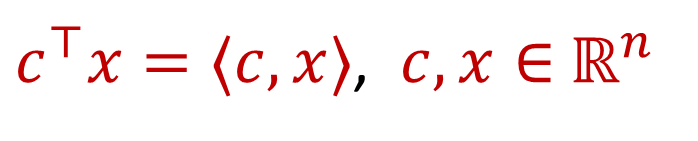 c⊤x = ⟨c, x⟩, c, x ∈ ℝⁿ